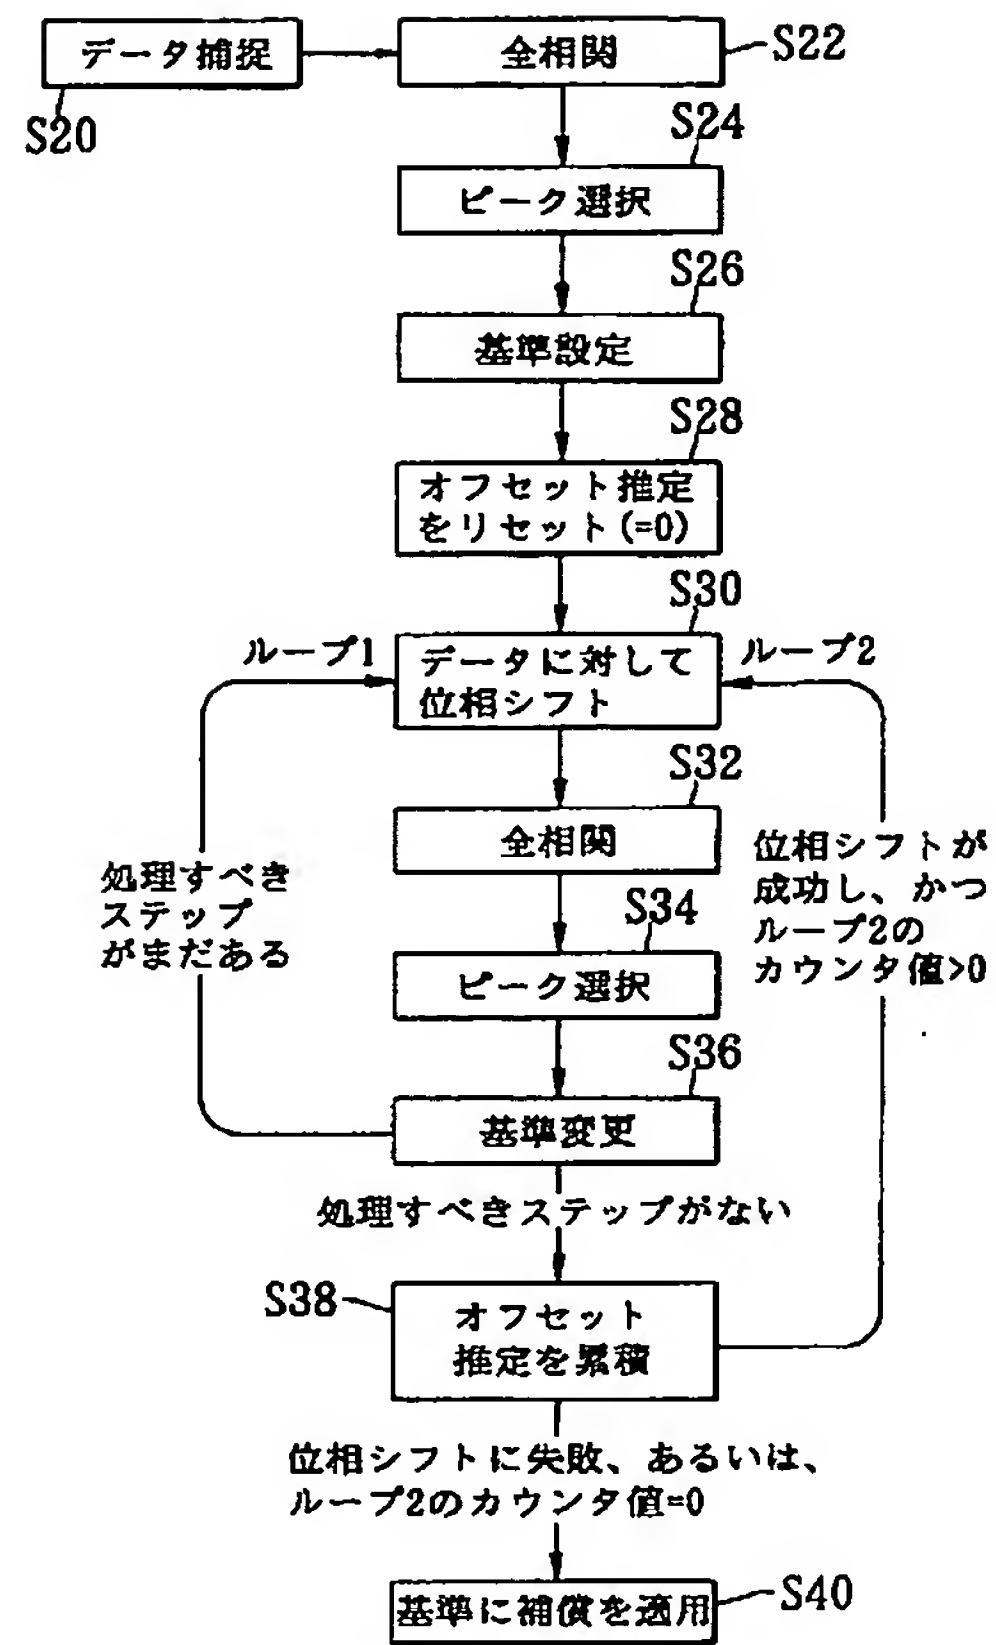 データ捕捉
S20
全相関
S22
S24
ピーク選択
S26
基準設定
S28
オフセット推定
をリセット(=0)
S30
ループ1
データに対して
位相シフト
ループ2
S32
全相関
処理すべき
ステップ
がまだある
位相シフトが
成功し、かつ
ループ2の
カウンタ値>0
S34
ピーク選択
S36
基準変更
処理すべきステップがない
S38
オフセット
推定を累積
位相シフトに失敗、あるいは、
ループ2のカウンタ値=0
基準に補償を適用
S40